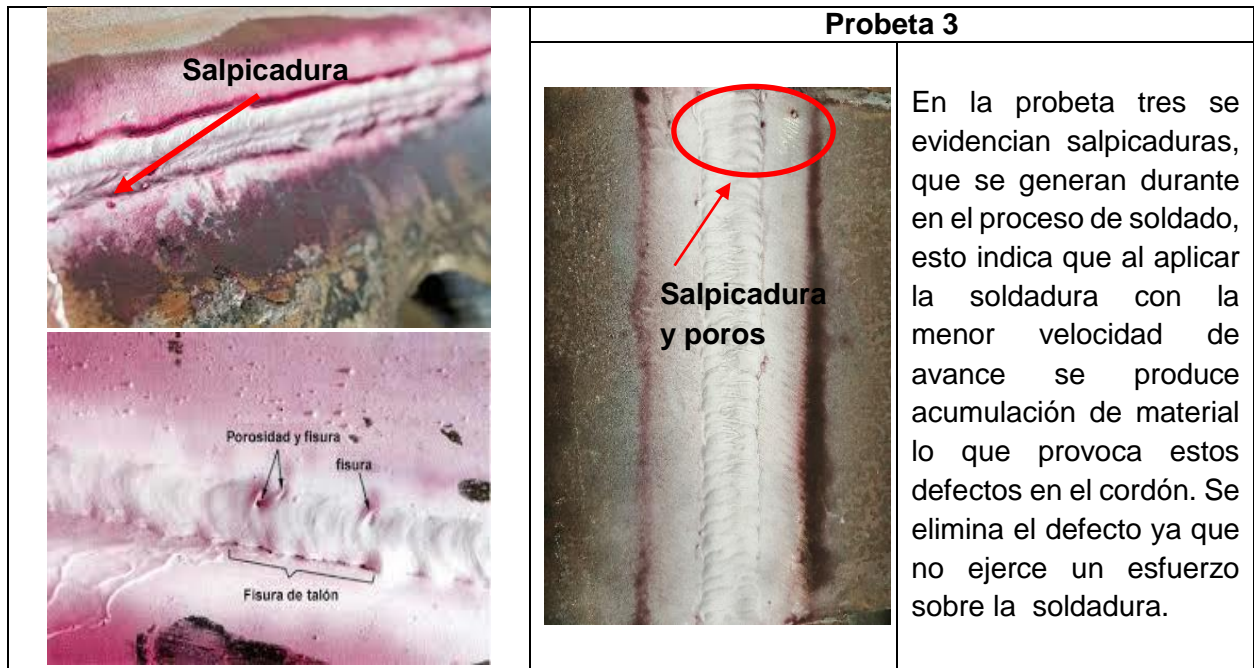 Salpicadura
Porosidad y fisura
fisura
Fisura de talón
Probeta 3
Salpicadura
y poros
En la probeta tres se
evidencian salpicaduras,
que se generan durante
en el proceso de soldado,
esto indica que al aplicar
la soldadura con la
menor velocidad de
avance se produce
acumulación de material
lo que provoca estos
defectos en el cordón. Se
elimina el defecto ya que
no ejerce un esfuerzo
sobre la soldadura.